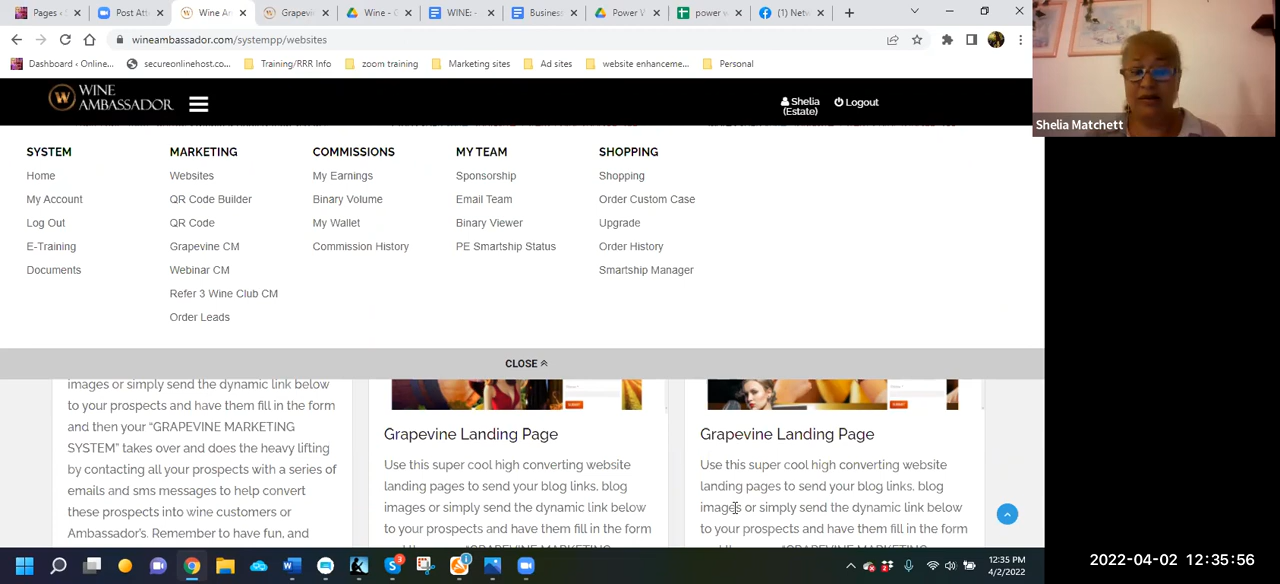 Pages ‹ S
Post Att
Wine Am
Grapevi
Wine - G
WINE: -
Business
Power W
power w
(1) Netw
wineambassador.com/systempp/websites
Dashboard ‹ Online... secureonlinehost.co... Training/RRR Info zoom training Marketing sites Ad sites website enhanceme... Personal
W WINE AMBASSADOR
Shelia (Estate)
Logout
Shelia Matchett
SYSTEM
Home
My Account
Log Out
E-Training
Documents
MARKETING
Websites
QR Code Builder
QR Code
Grapevine CM
Webinar CM
Refer 3 Wine Club CM
Order Leads
COMMISSIONS
My Earnings
Binary Volume
My Wallet
Commission History
MY TEAM
Sponsorship
Email Team
Binary Viewer
PE Smartship Status
SHOPPING
Shopping
Order Custom Case
Upgrade
Order History
Smartship Manager
CLOSE
images or simply send the dynamic link below
to your prospects and have them fill in the form
and then your “GRAPEVINE MARKETING
SYSTEM” takes over and does the heavy lifting
by contacting all your prospects with a series of
emails and sms messages to help convert
these prospects into wine customers or
Ambassador’s. Remember to have fun, and
Grapevine Landing Page
Use this super cool high converting website
landing pages to send your blog links, blog
images or simply send the dynamic link below
to your prospects and have them fill in the form
Grapevine Landing Page
Use this super cool high converting website
landing pages to send your blog links, blog
images or simply send the dynamic link below
to your prospects and have them fill in the form
12:35 PM
4/2/2022
2022-04-02 12:35:56